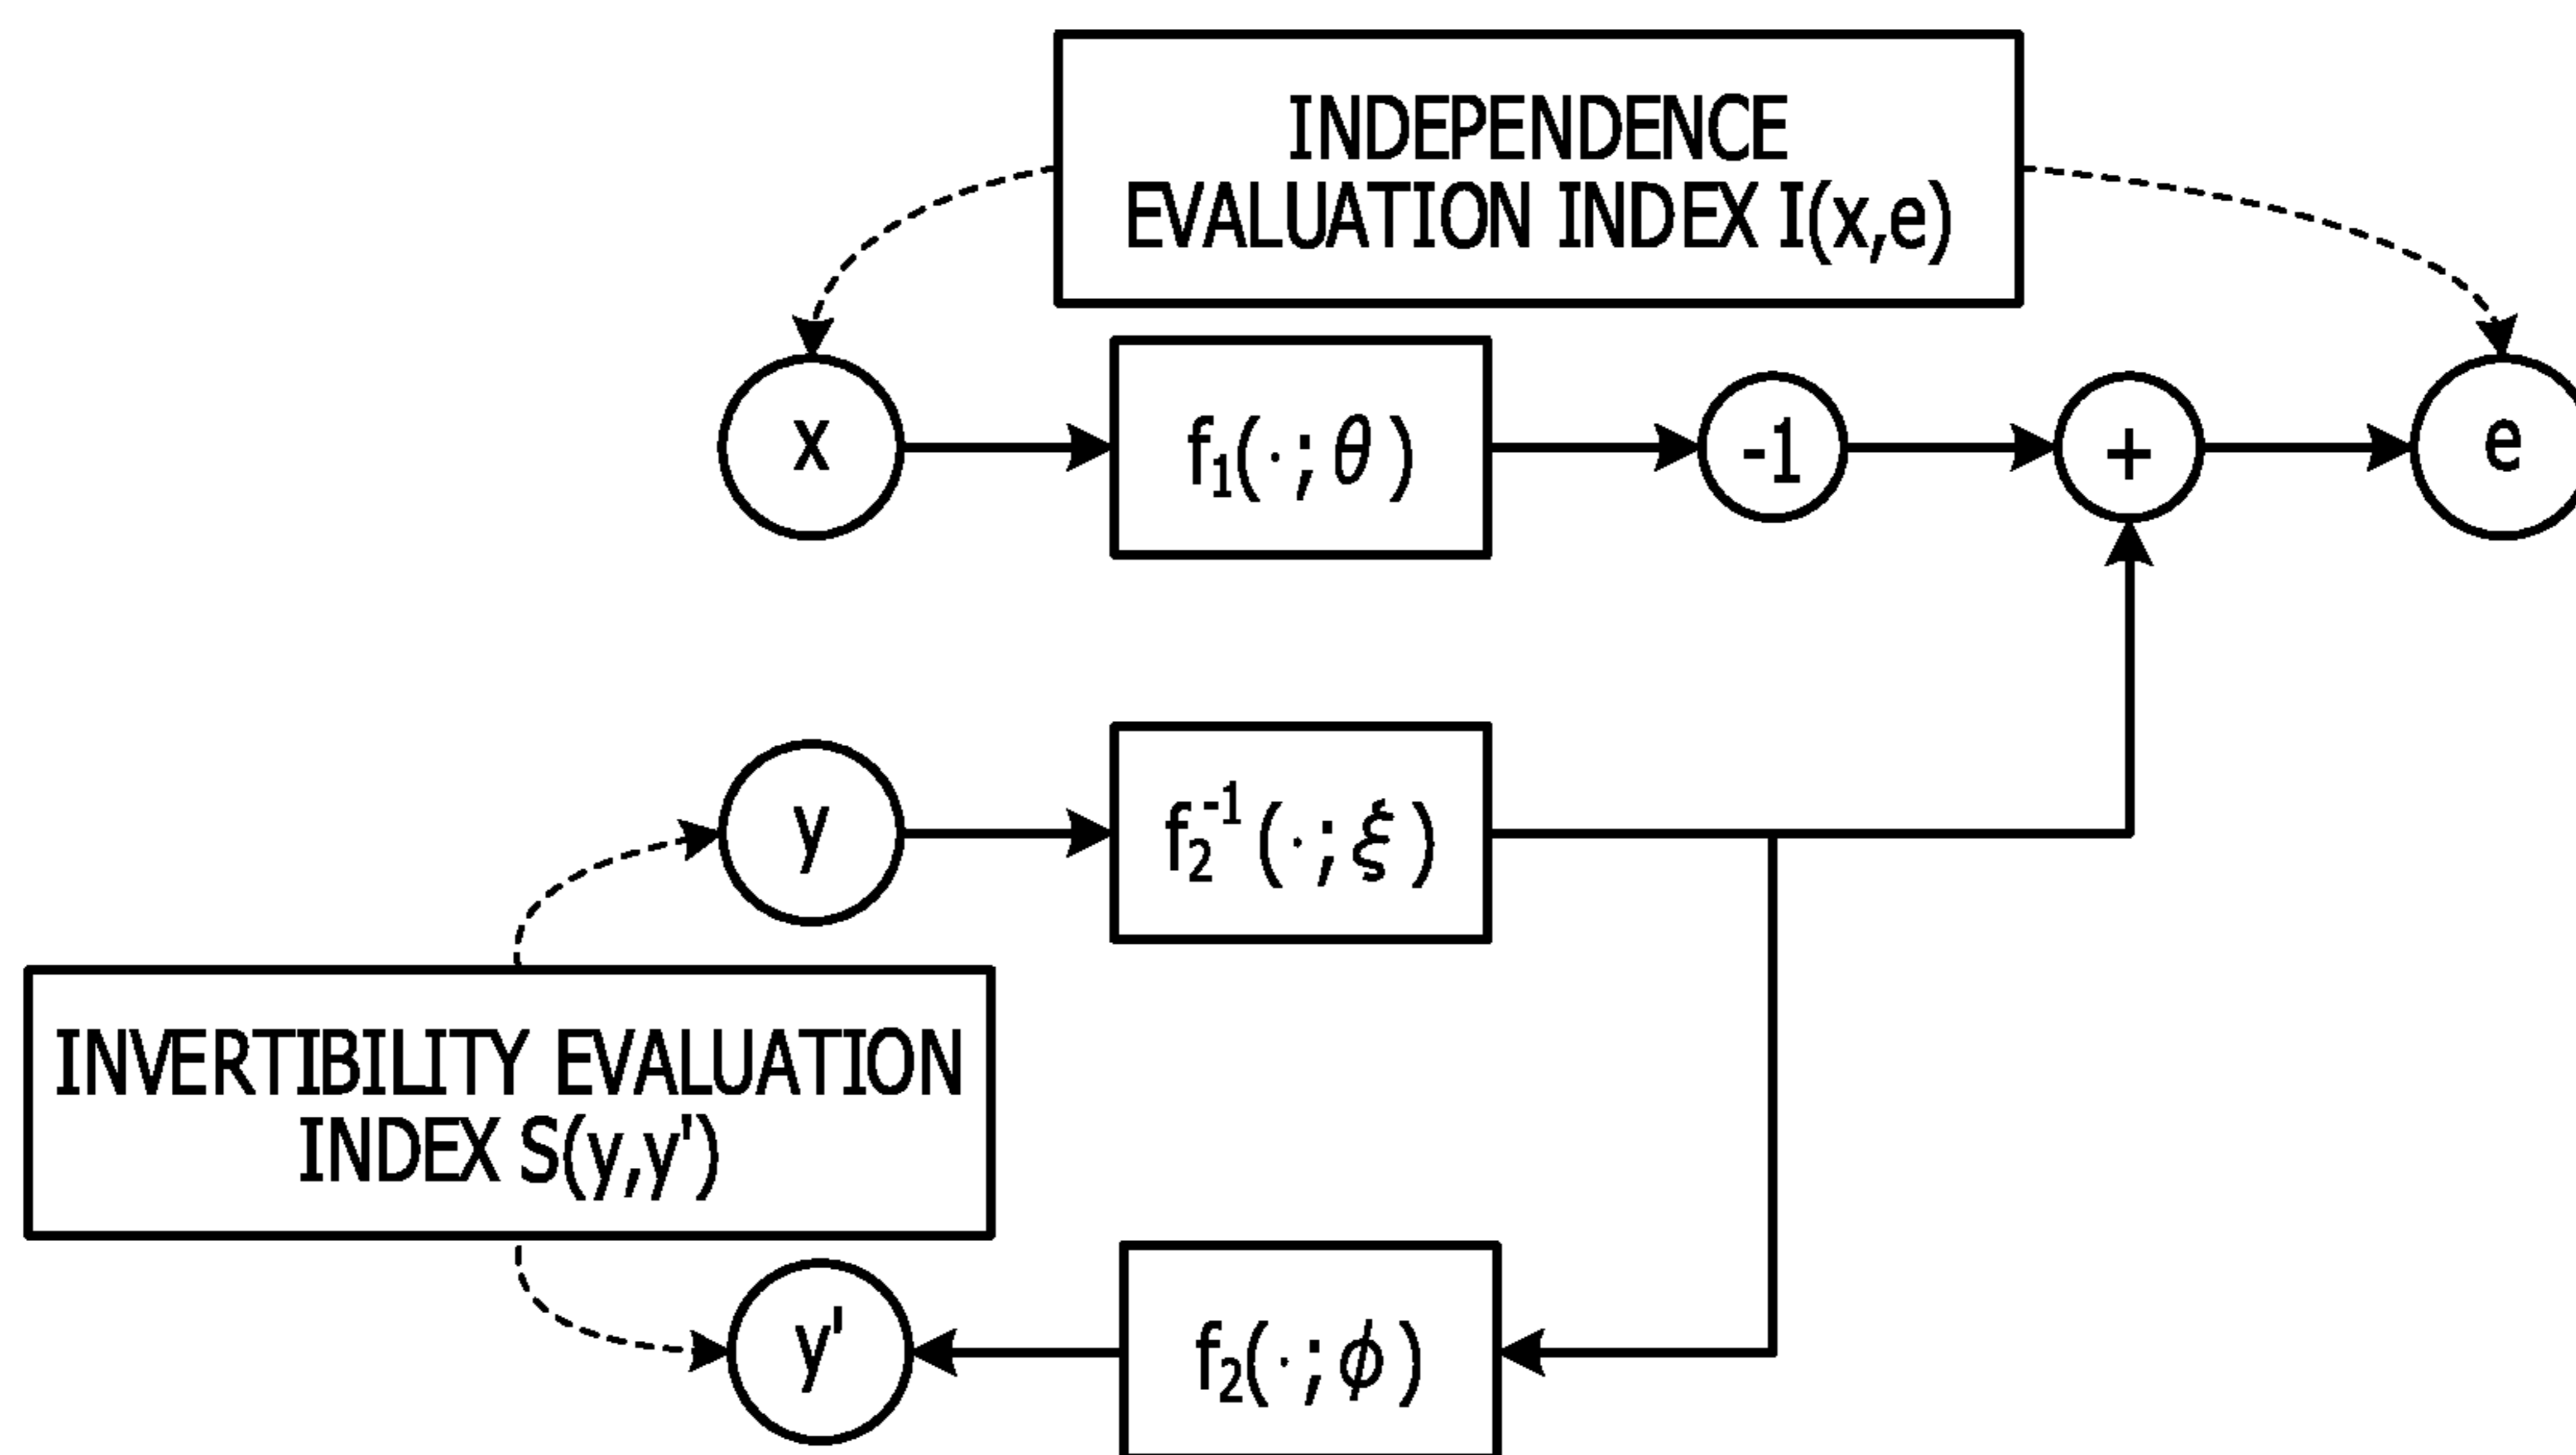 INDEPENDENCE
EVALUATION INDEX I(x,e)
x
f₁(·;θ)
-1
+
e
y
f₂⁻¹(·;ξ)
INVERTIBILITY EVALUATION
INDEX S(y,y')
y'
f₂(·;ϕ)